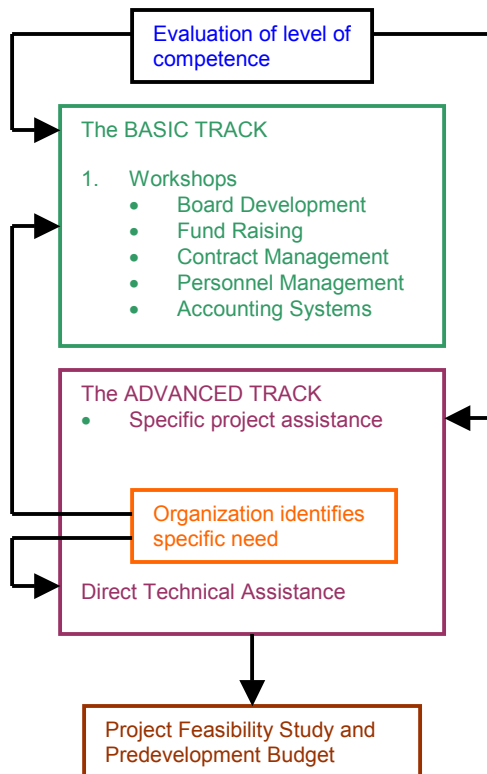 Evaluation of level of
competence
The BASIC TRACK
1. Workshops
• Board Development
• Fund Raising
• Contract Management
• Personnel Management
• Accounting Systems
The ADVANCED TRACK
• Specific project assistance
Organization identifies
specific need
Direct Technical Assistance
Project Feasibility Study and
Predevelopment Budget